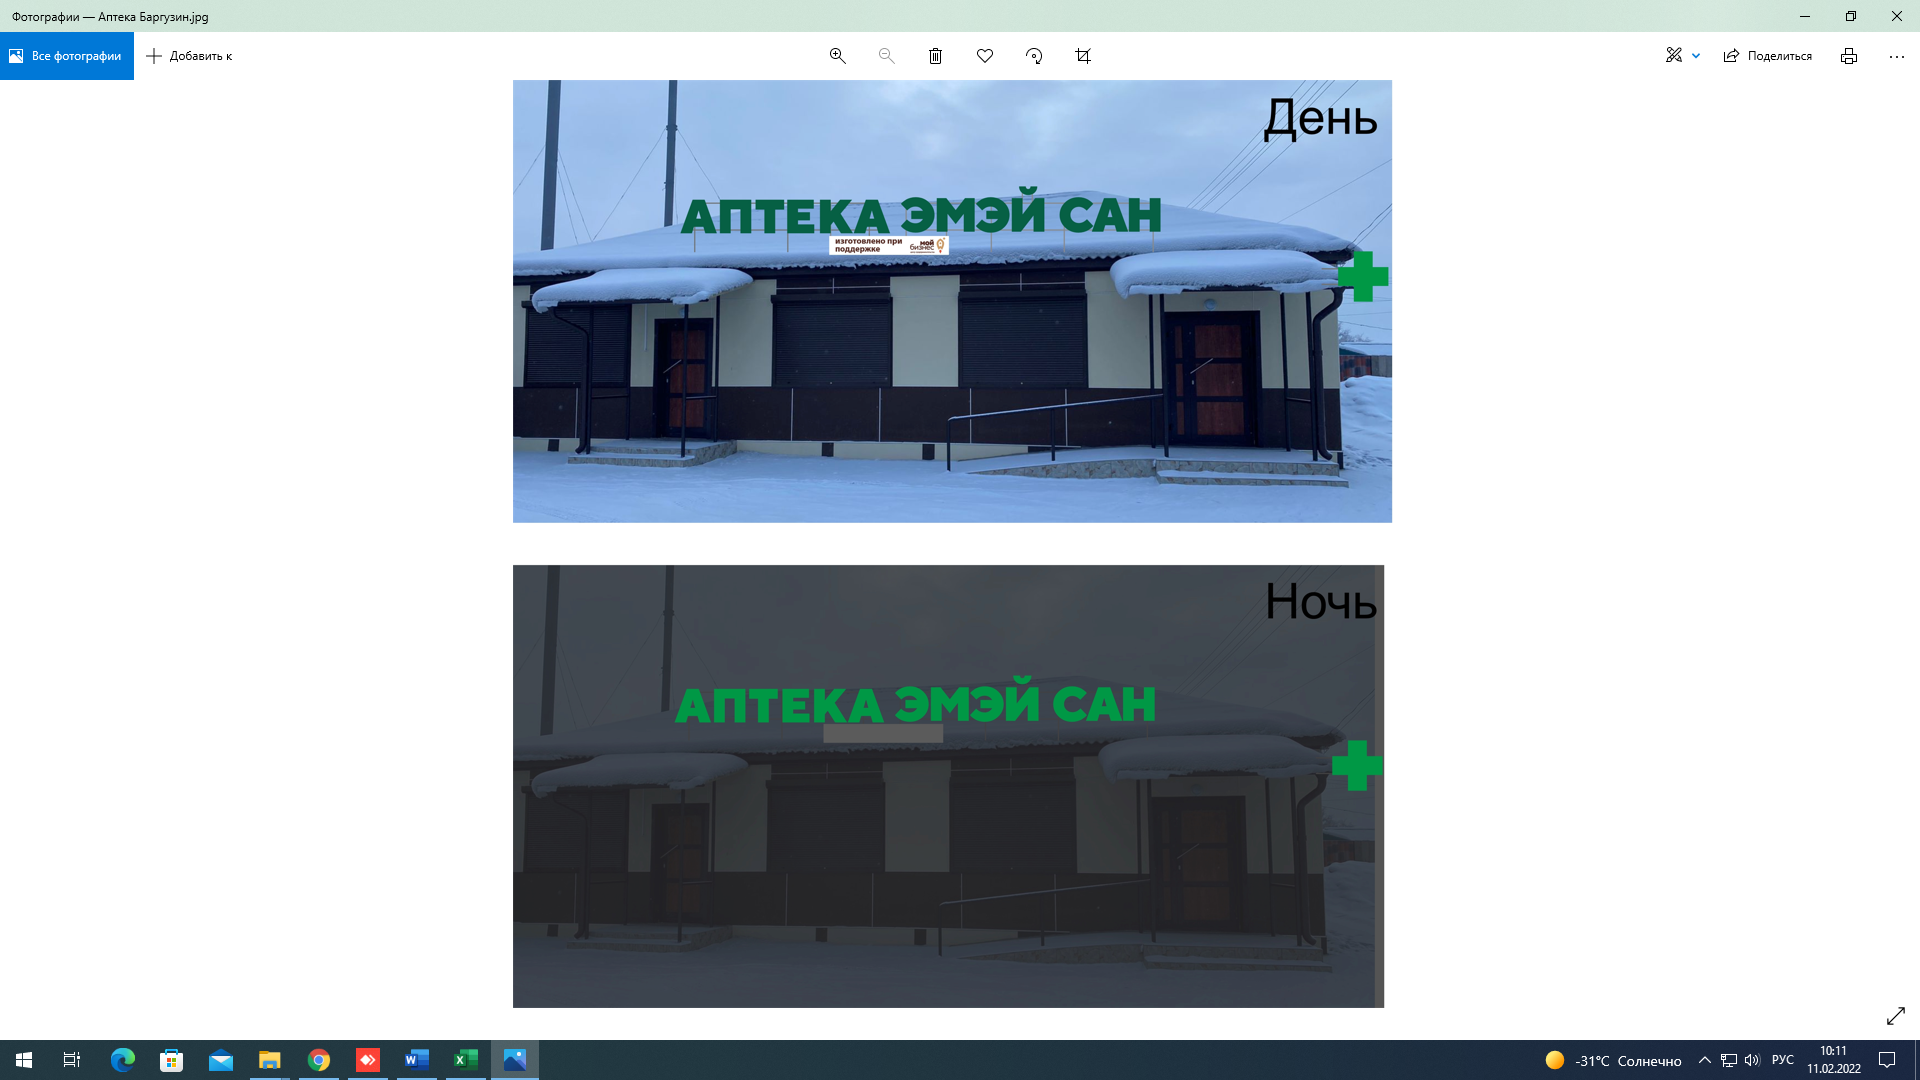 Фотографии — Аптека Баргузин.jpg
Все фотографии
Добавить к
Поделиться
День
АПТЕКА ЭМЭЙ САН
изготовлено при
поддержке
мой
бизнес
Ночь
АПТЕКА ЭМЭЙ САН
-31°C Солнечно
РУС
10:11
11.02.2022